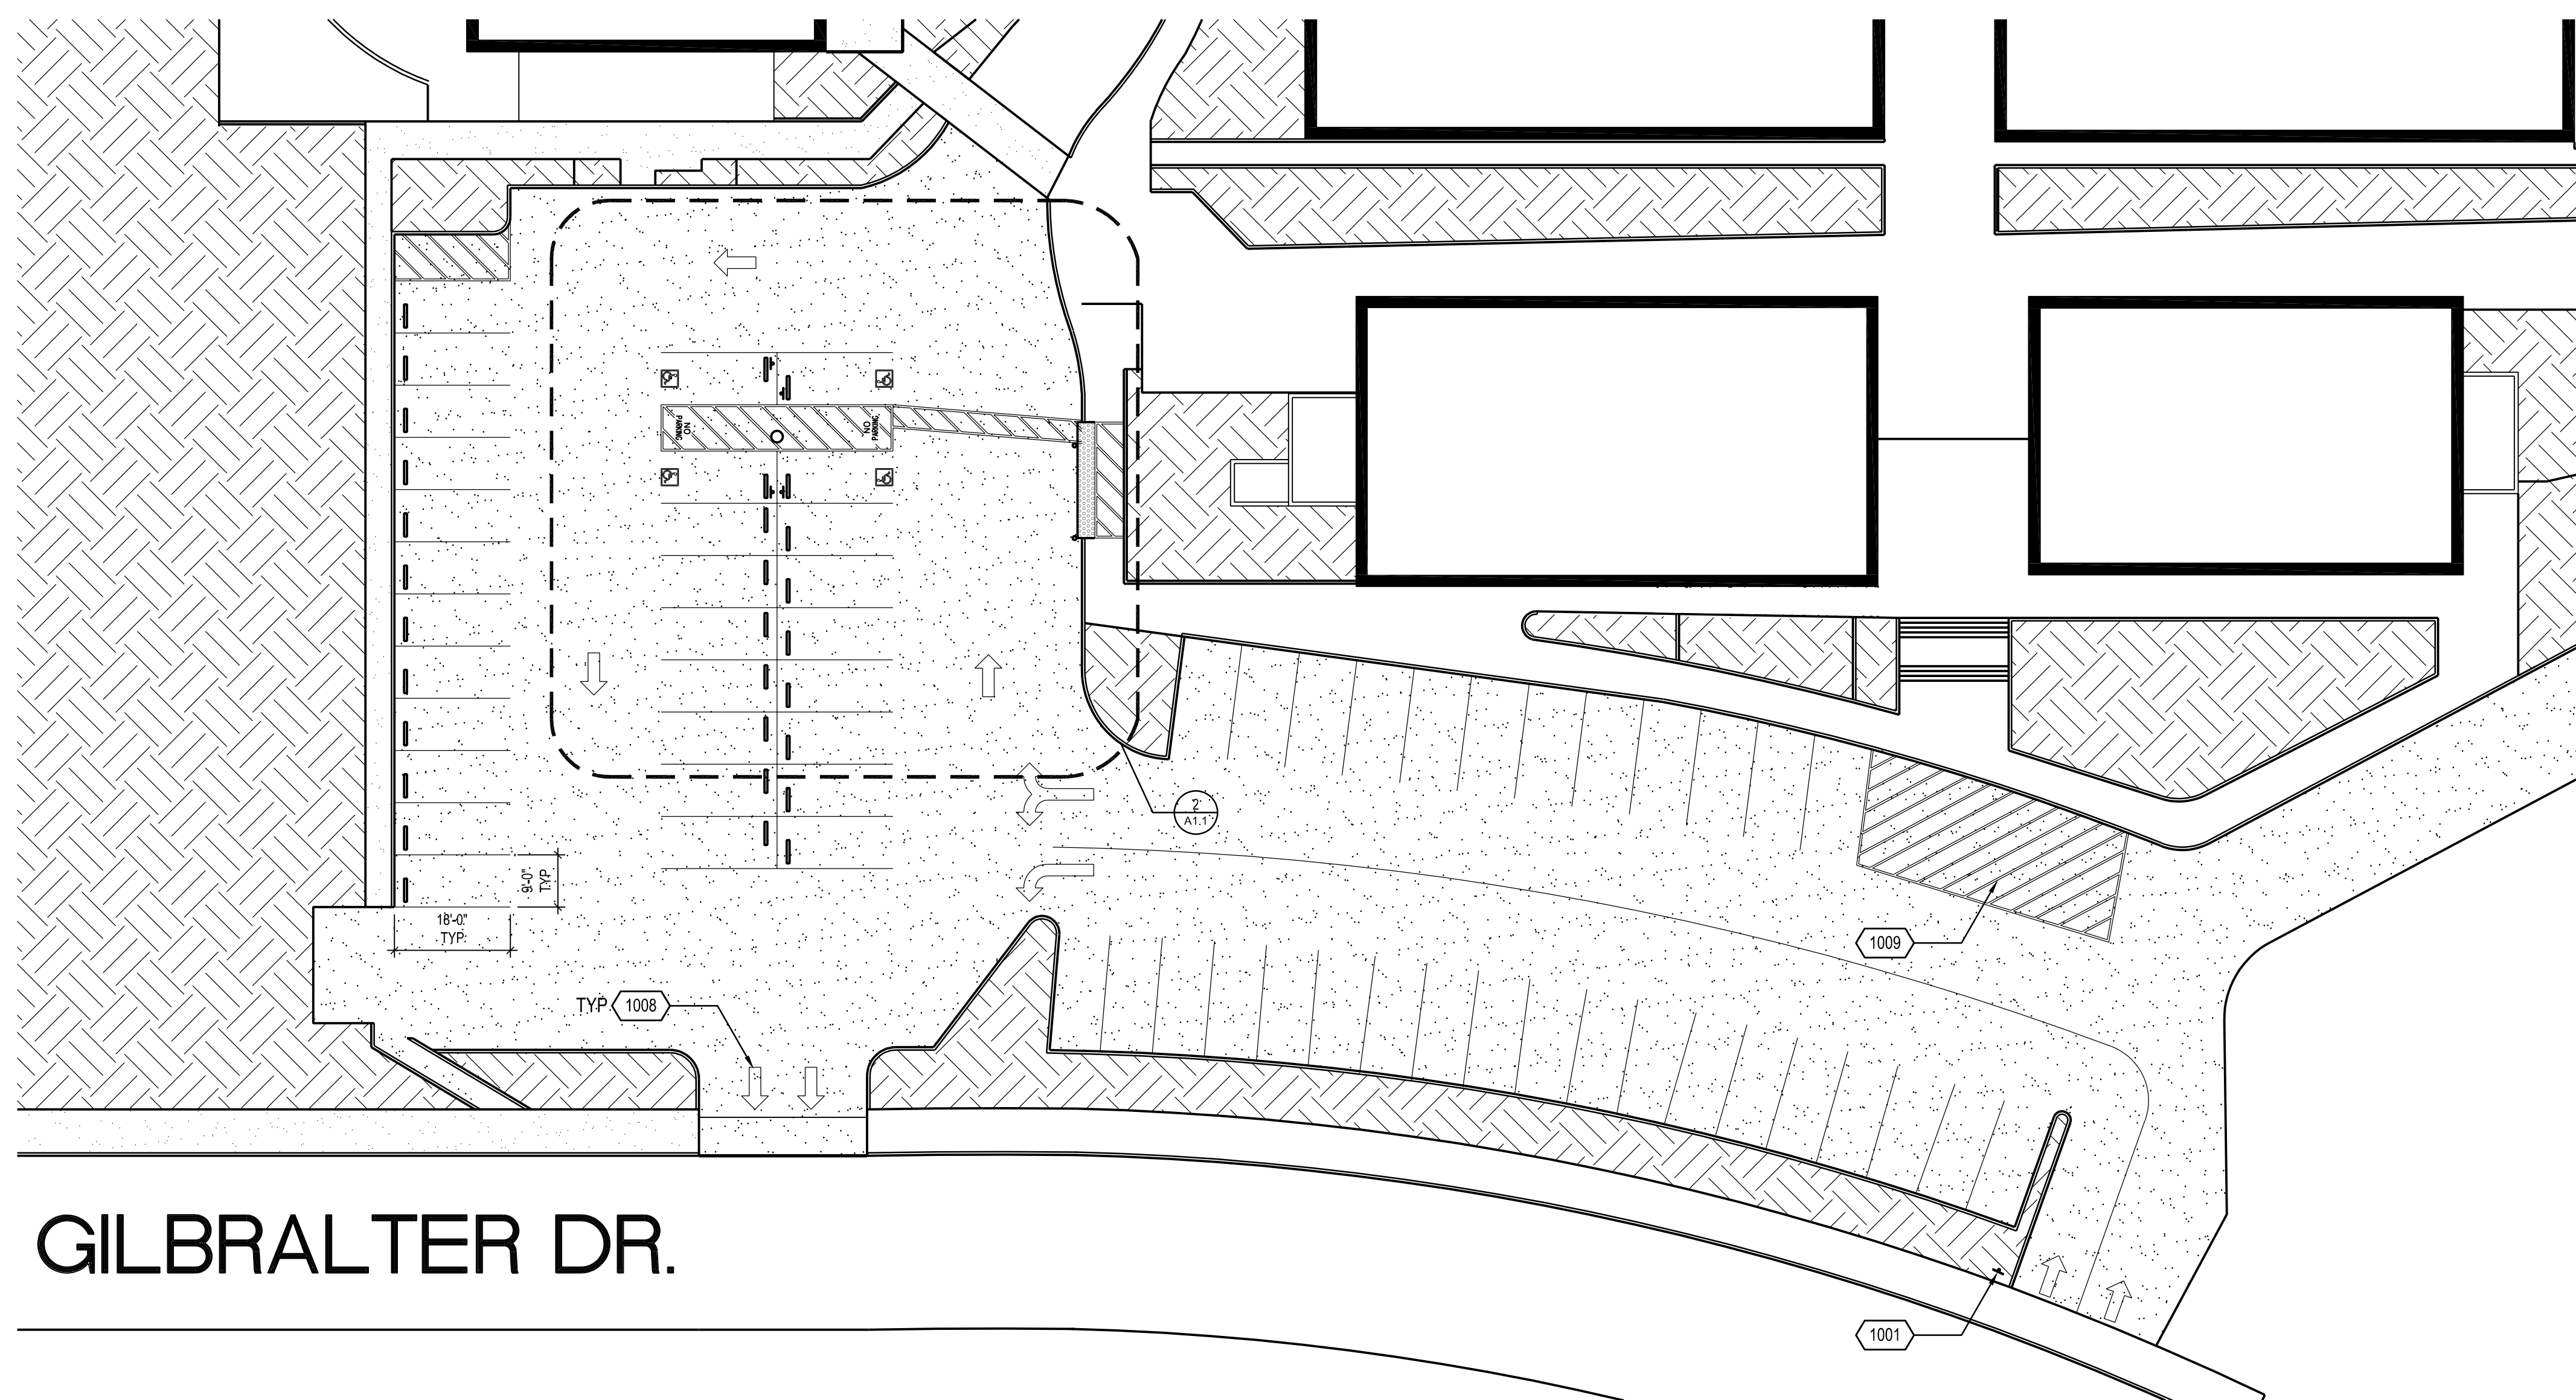 NO
PARKING
NO
PARKING
2
A1.1
9'-0"
TYP
18'-0"
TYP
1009
TYP 1008
GILBRALTER DR.
1001